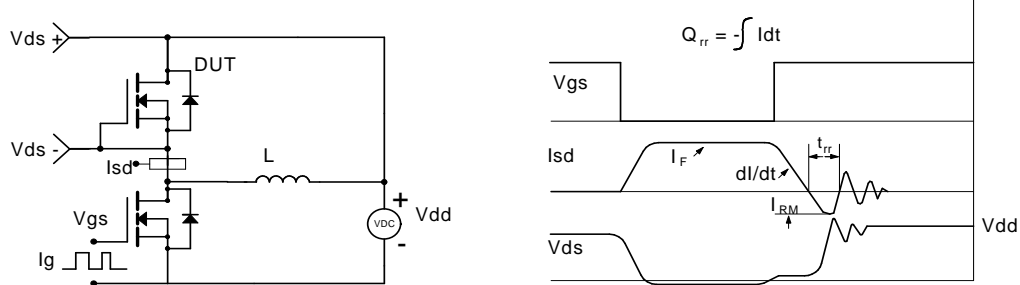 Vds +
DUT
Vds -
Isd
L
Vgs
Ig
+
VDC
-
Vdd
Q rr = - ∫ Idt
Vgs
Isd
I F
dI/dt
t rr
I RM
Vds
Vdd